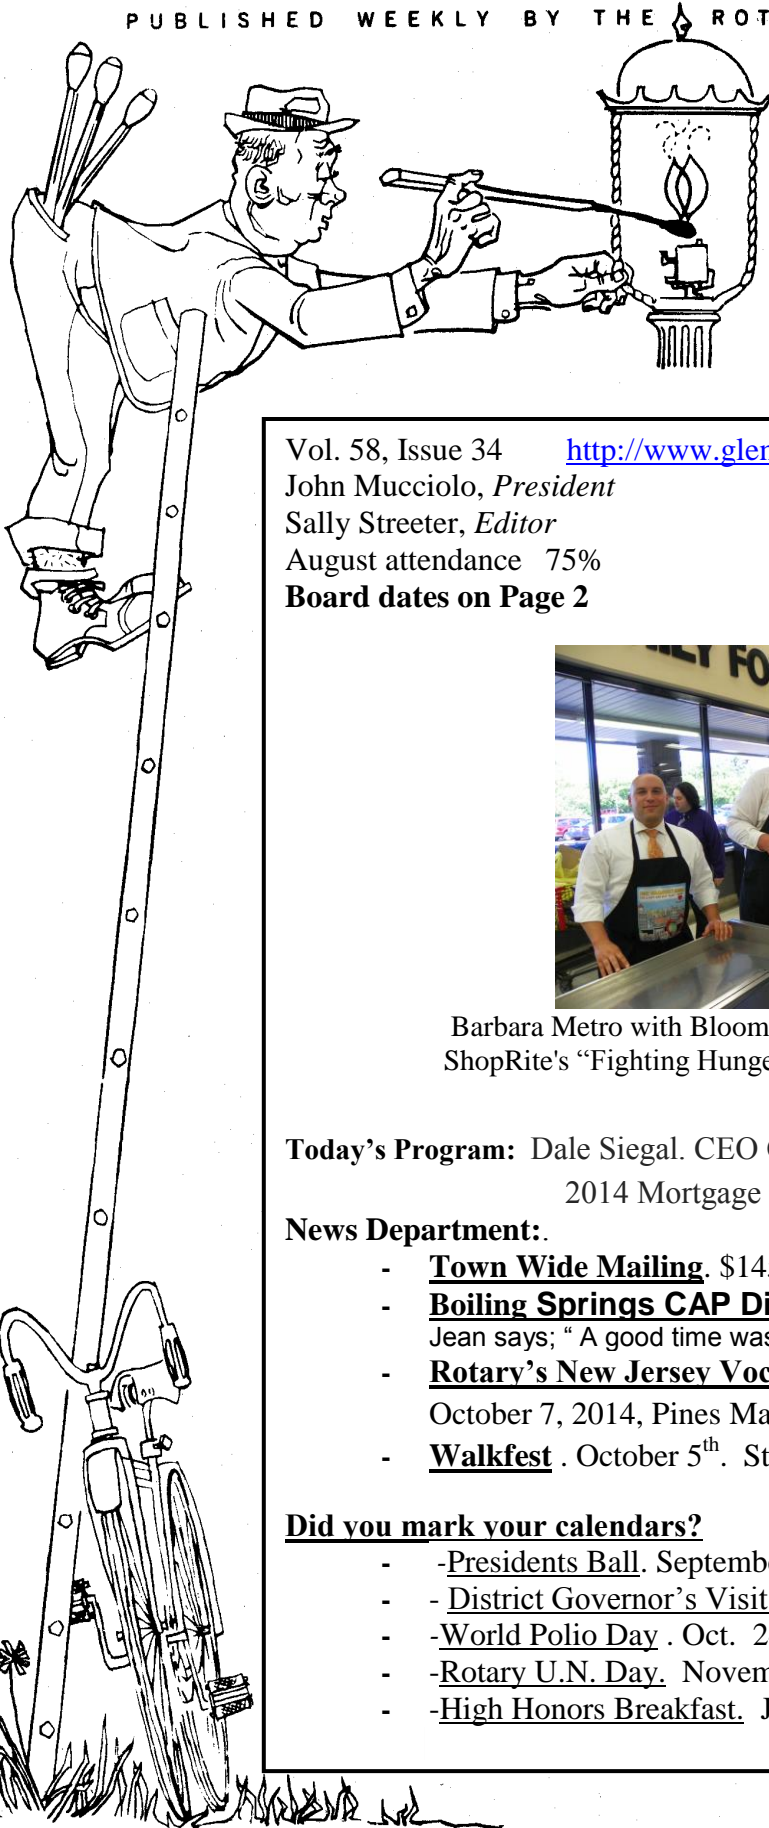 PUBLISHED WEEKLY BY THE ROT
Vol. 58, Issue 34 http://www.glen
John Mucciolo, President
Sally Streeter, Editor
August attendance 75%
Board dates on Page 2
ILY FO
Barbara Metro with Bloom
ShopRite's “Fighting Hunge
Today’s Program: Dale Siegal. CEO
2014 Mortgage
News Department:.
- Town Wide Mailing. $14.
- Boiling Springs CAP Di
Jean says; “ A good time was
- Rotary’s New Jersey Voc
October 7, 2014, Pines Ma
- Walkfest . October 5th. St
Did you mark your calendars?
- -Presidents Ball. Septemb
- - District Governor’s Visit
- -World Polio Day . Oct. 2
- -Rotary U.N. Day. Novem
- -High Honors Breakfast. J